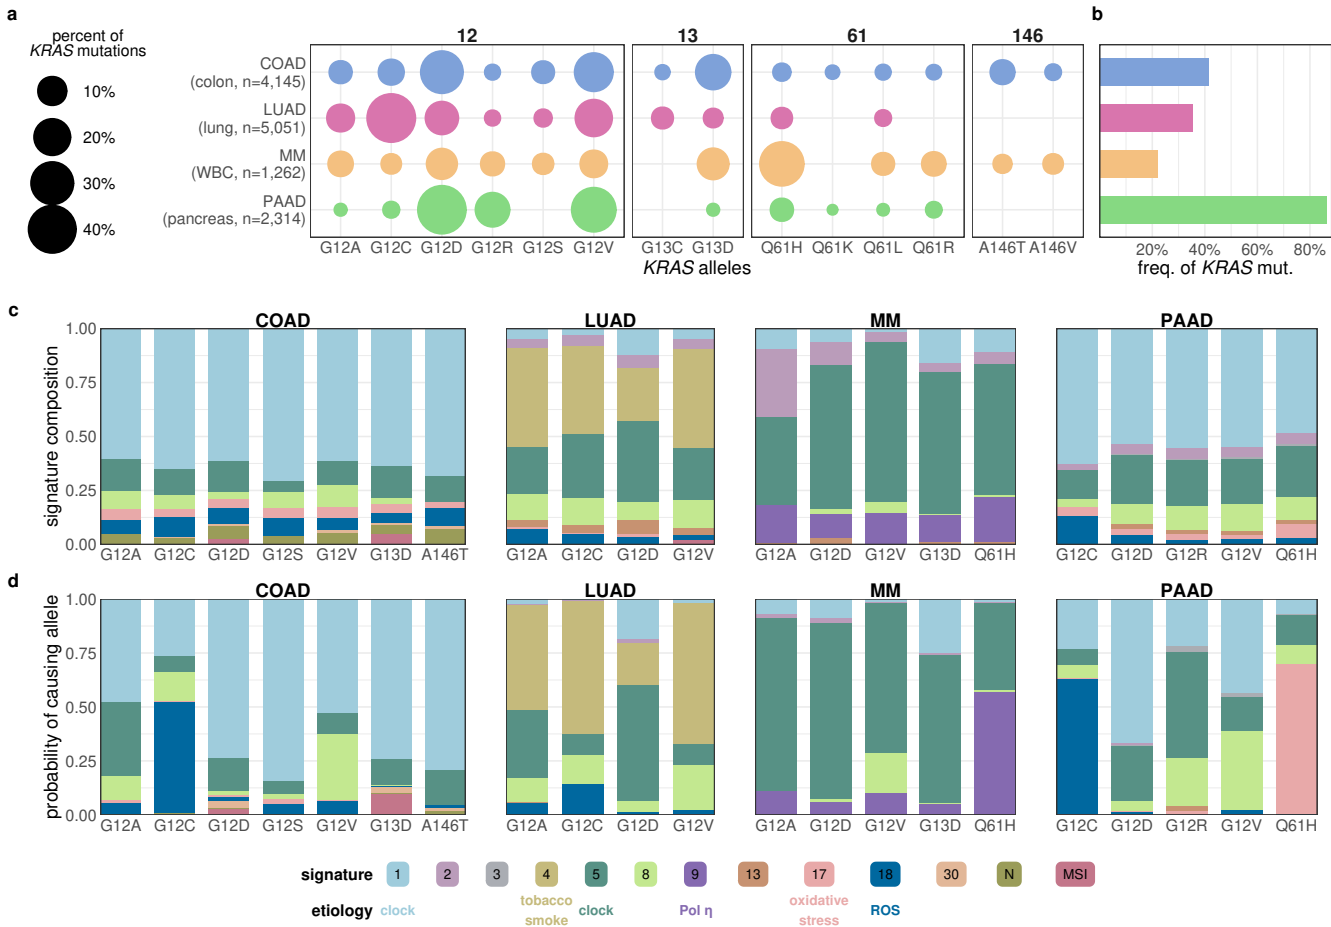 a
b
percent of
KRAS mutations
10%
20%
30%
40%
12
13
61
146
COAD
(colon, n=4,145)
LUAD
(lung, n=5,051)
MM
(WBC, n=1,262)
PAAD
(pancreas, n=2,314)
G12A G12C G12D G12R G12S G12V
G13C G13D
Q61H Q61K Q61L Q61R
A146T A146V
KRAS alleles
20% 40% 60% 80%
freq. of KRAS mut.
c
COAD
LUAD
MM
PAAD
signature composition
1.00
0.75
0.50
0.25
0.00
G12A G12C G12D G12S G12V G13D A146T
G12A G12C G12D G12V
G12A G12D G12V G13D Q61H
G12C G12D G12R G12V Q61H
d
COAD
LUAD
MM
PAAD
probability of causing allele
1.00
0.75
0.50
0.25
0.00
G12A G12C G12D G12S G12V G13D A146T
G12A G12C G12D G12V
G12A G12D G12V G13D Q61H
G12C G12D G12R G12V Q61H
signature 1 2 3 4 5 8 9 13 17 18 30 N MSI
etiology clock tobacco smoke clock Pol η oxidative stress ROS